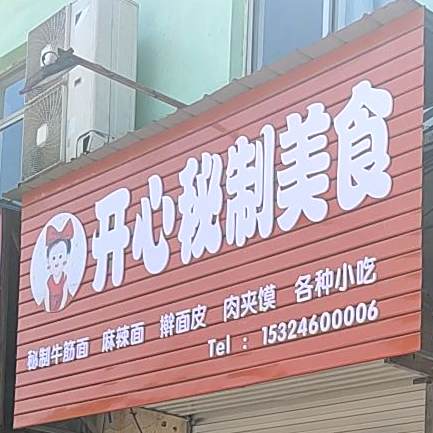 开心秘制美食
秘制牛筋面 麻辣面 擀面皮 肉夹馍 各种小吃
Tel : 15324600006